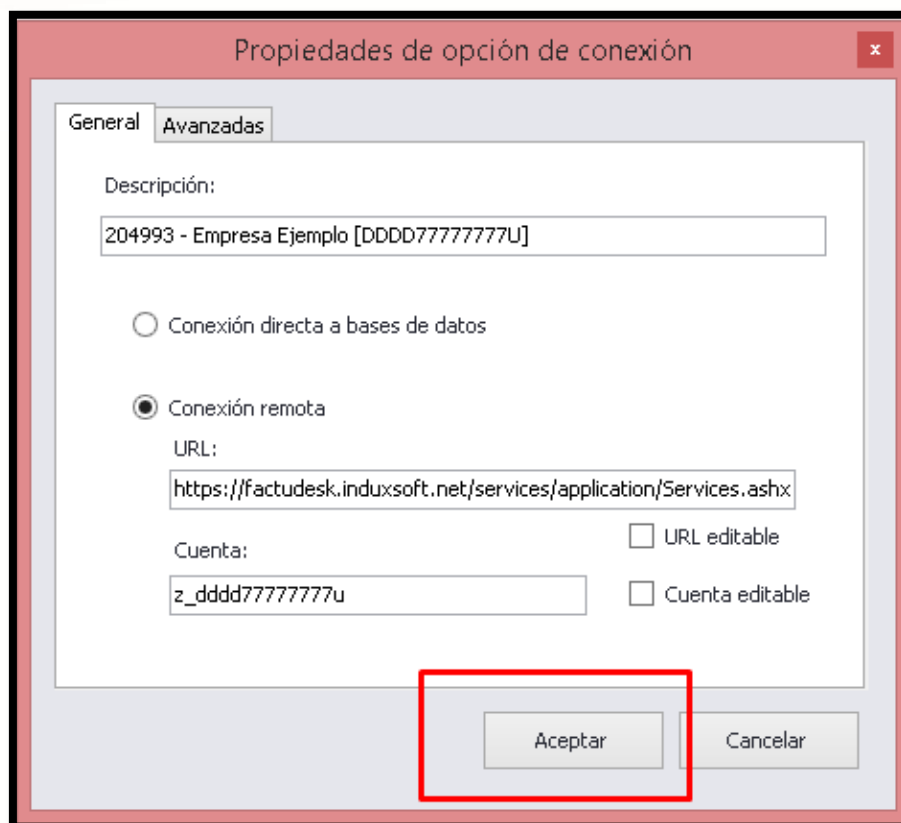 Propiedades de opción de conexión
x
General
Avanzadas
Descripción:
204993 - Empresa Ejemplo [DDDD77777777U]
Conexión directa a bases de datos
Conexión remota
URL:
https://factudesk.induxsoft.net/services/application/Services.ashx
URL editable
Cuenta:
z_dddd77777777u
Cuenta editable
Aceptar
Cancelar